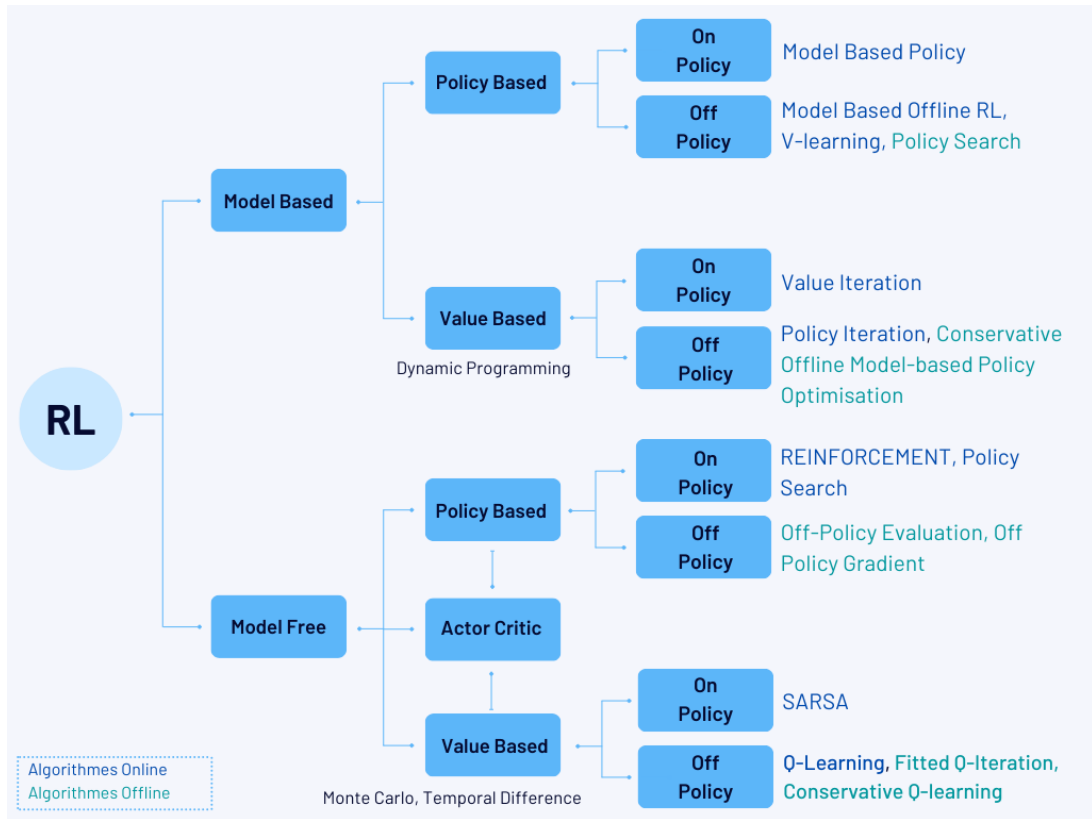 On
Policy
Model Based Policy
Policy Based
Off
Policy
Model Based Offline RL,
V-learning, Policy Search
Model Based
On
Policy
Value Iteration
Value Based
Dynamic Programming
Off
Policy
Policy Iteration, Conservative
Offline Model-based Policy
Optimisation
RL
On
Policy
REINFORCEMENT, Policy
Search
Policy Based
Off
Policy
Off-Policy Evaluation, Off
Policy Gradient
Model Free
Actor Critic
On
Policy
SARSA
Value Based
Monte Carlo, Temporal Difference
Off
Policy
Q-Learning, Fitted Q-Iteration,
Conservative Q-learning
Algorithmes Online
Algorithmes Offline